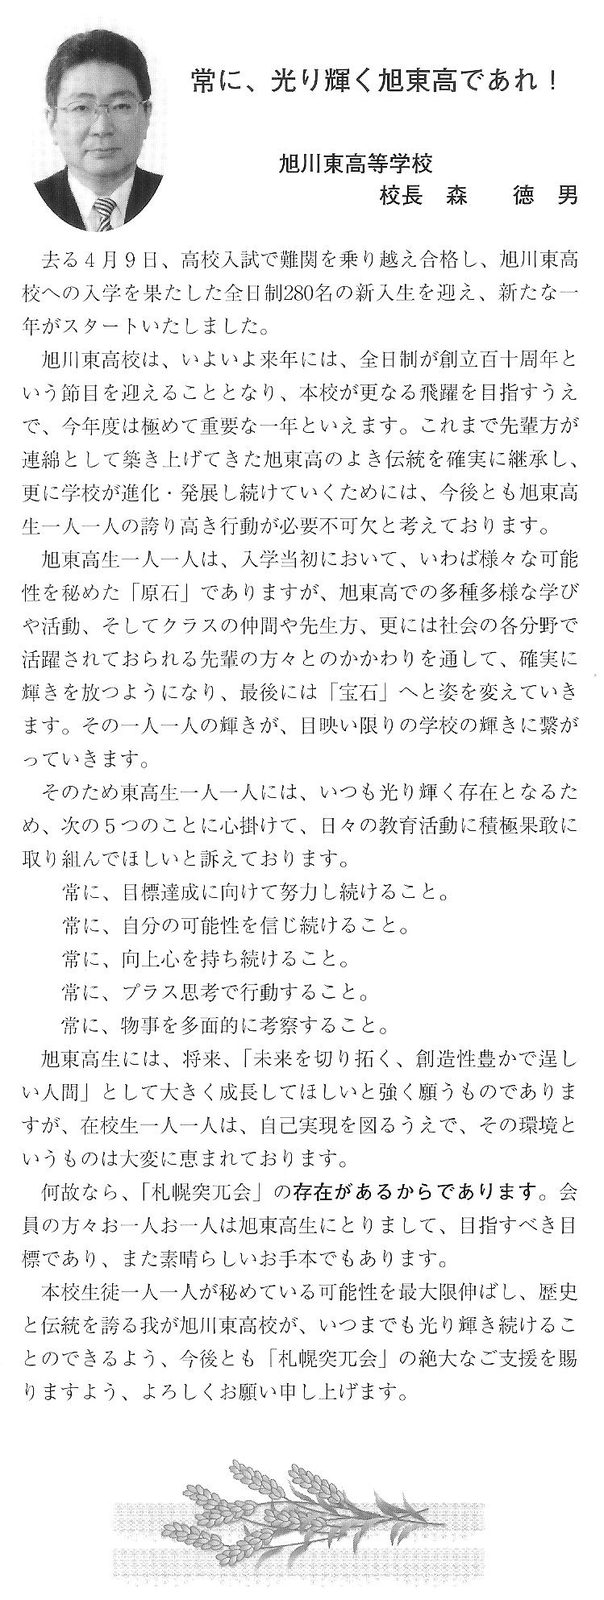 常に、光り輝く旭東高であれ！
旭川東高等学校
校長　森　　徳　男
去る４月９日、高校入試で難関を乗り越え合格し、旭川東高
校への入学を果たした全日制280名の新入生を迎え、新たな一
年がスタートいたしました。
旭川東高校は、いよいよ来年には、全日制が創立百十周年と
いう節目を迎えることとなり、本校が更なる飛躍を目指すうえ
で、今年度は極めて重要な一年といえます。これまで先輩方が
連綿として築き上げてきた旭東高のよき伝統を確実に継承し、
更に学校が進化・発展し続けていくためには、今後とも旭東高
生一人一人の誇り高き行動が必要不可欠と考えております。
旭東高生一人一人は、入学当初において、いわば様々な可能
性を秘めた「原石」でありますが、旭東高での多種多様な学び
や活動、そしてクラスの仲間や先生方、更には社会の各分野で
活躍されておられる先輩の方々とのかかわりを通して、確実に
輝きを放つようになり、最後には「宝石」へと姿を変えていき
ます。その一人一人の輝きが、目映い限りの学校の輝きに繋が
っていきます。
そのため東高生一人一人には、いつも光り輝く存在となるた
め、次の５つのことに心掛けて、日々の教育活動に積極果敢に
取り組んでほしいと訴えております。
常に、目標達成に向けて努力し続けること。
常に、自分の可能性を信じ続けること。
常に、向上心を持ち続けること。
常に、プラス思考で行動すること。
常に、物事を多面的に考察すること。
旭東高生には、将来、「未来を切り拓く、創造性豊かで逞し
い人間」として大きく成長してほしいと強く願うものでありま
すが、在校生一人一人は、自己実現を図るうえで、その環境と
いうものは大変に恵まれております。
何故なら、「札幌突兀会」の存在があるからであります。会
員の方々お一人お一人は旭東高生にとりまして、目指すべき目
標であり、また素晴らしいお手本でもあります。
本校生徒一人一人が秘めている可能性を最大限伸ばし、歴史
と伝統を誇る我が旭川東高校が、いつまでも光り輝き続けるこ
とのできるよう、今後とも「札幌突兀会」の絶大なご支援を賜
りますよう、よろしくお願い申し上げます。